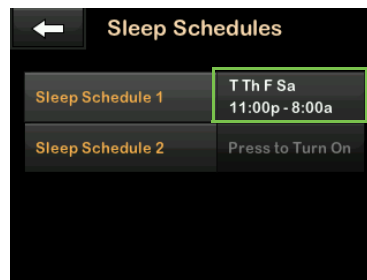 Sleep Schedules
Sleep Schedule 1
T Th F Sa
11:00p - 8:00a
Sleep Schedule 2
Press to Turn On